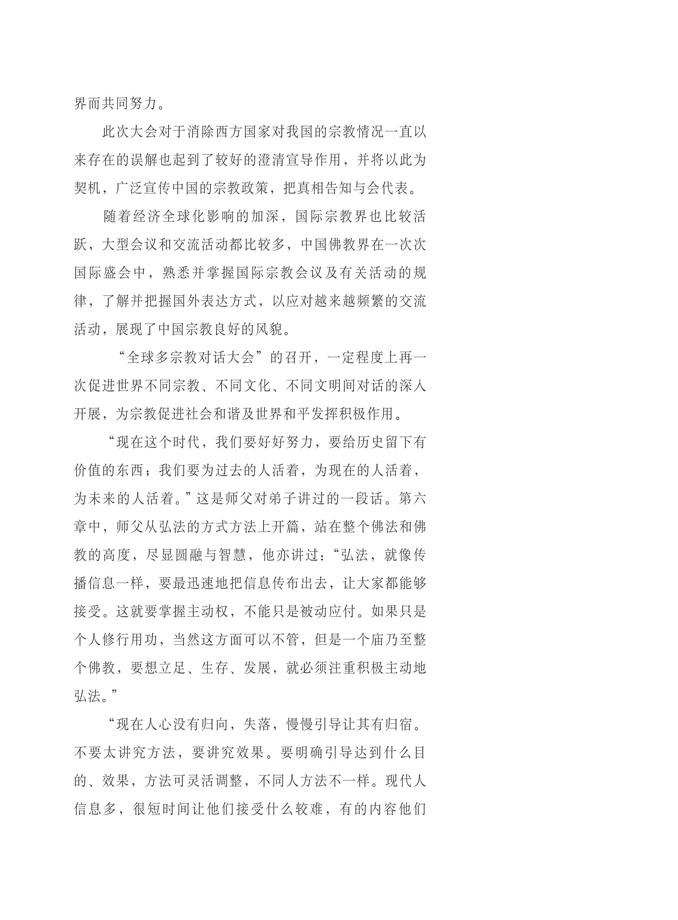 界而共同努力。
此次大会对于消除西方国家对我国的宗教情况一直以
来存在的误解也起到了较好的澄清宣导作用，并将以此为
契机，广泛宣传中国的宗教政策，把真相告知与会代表。
随着经济全球化影响的加深，国际宗教界也比较活
跃，大型会议和交流活动都比较多，中国佛教界在一次次
国际盛会中，熟悉并掌握国际宗教会议及有关活动的规
律，了解并把握国外表达方式，以应对越来越频繁的交流
活动，展现了中国宗教良好的风貌。
“全球多宗教对话大会”的召开，一定程度上再一
次促进世界不同宗教、不同文化、不同文明间对话的深入
开展，为宗教促进社会和谐及世界和平发挥积极作用。
“现在这个时代，我们要好好努力，要给历史留下有
价值的东西；我们要为过去的人活着，为现在的人活着，
为未来的人活着。”这是师父对弟子讲过的一段话。第六
章中，师父从弘法的方式方法上开篇，站在整个佛法和佛
教的高度，尽显圆融与智慧，他亦讲过：“弘法，就像传
播信息一样，要最迅速地把信息传布出去，让大家都能够
接受。这就要掌握主动权，不能只是被动应付。如果只是
个人修行用功，当然这方面可以不管，但是一个庙乃至整
个佛教，要想立足、生存、发展，就必须注重积极主动地
弘法。”
“现在人心没有归向，失落，慢慢引导让其有归宿。
不要太讲究方法，要讲究效果。要明确引导达到什么目
的、效果，方法可灵活调整，不同人方法不一样。现代人
信息多，很短时间让他们接受什么较难，有的内容他们